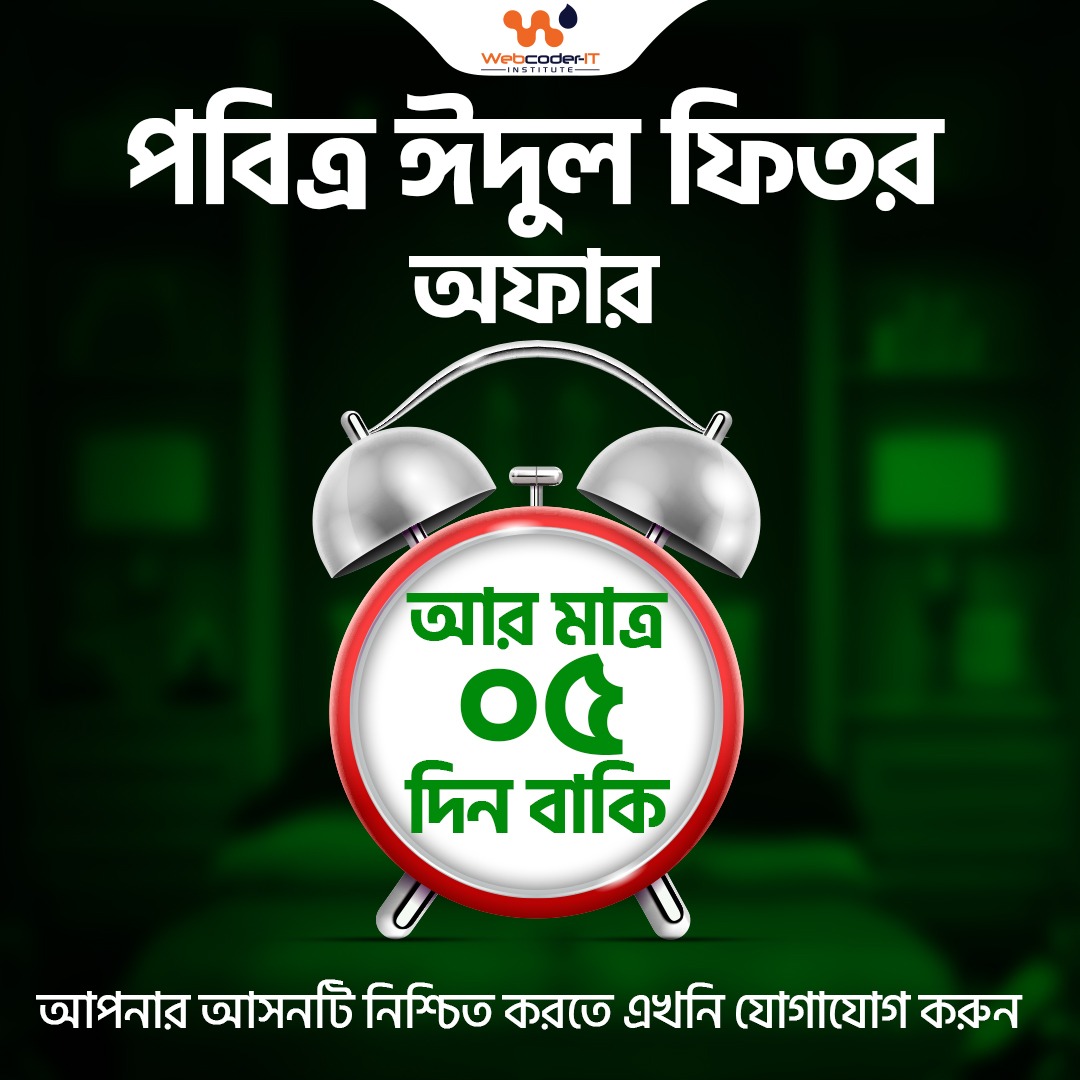 Webcoder-IT
INSTITUTE
পবিত্র ঈদুল ফিতর
অফার
আর মাত্র
০৫
দিন বাকি
আপনার আসনটি নিশ্চিত করতে এখনি যোগাযোগ করুন